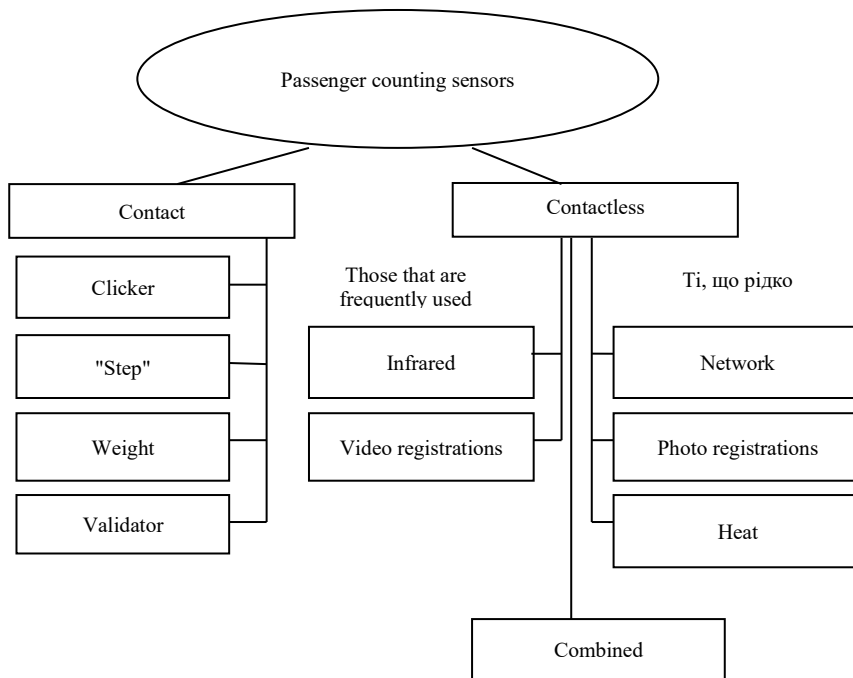 Passenger counting sensors
Contact
Clicker
"Step"
Weight
Validator
Contactless
Those that are
frequently used
Infrared
Video registrations
Ті, що рідко
Network
Photo registrations
Heat
Combined